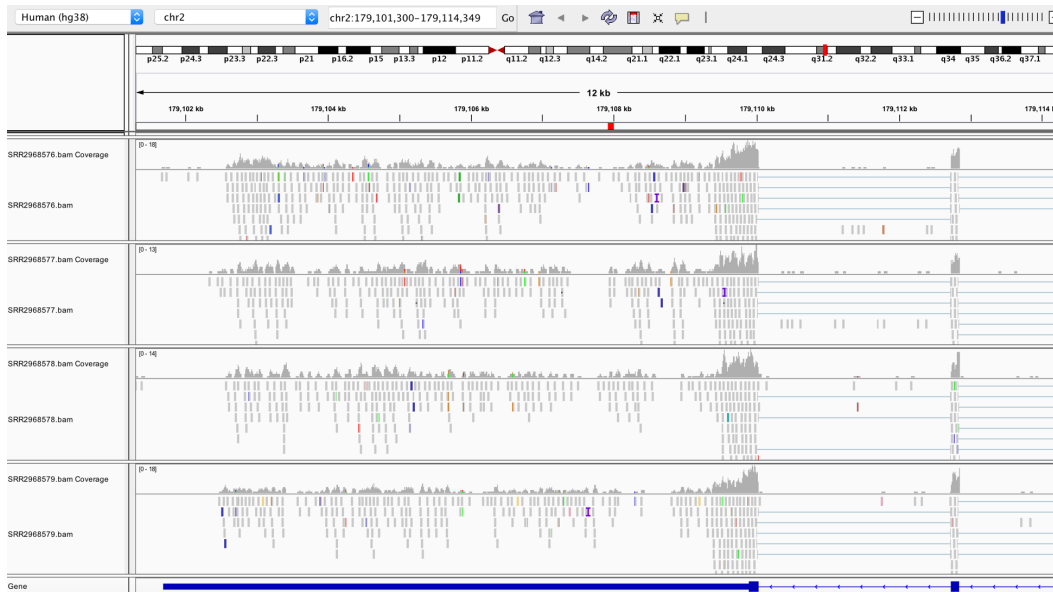 Human (hg38) chr2 chr2:179,101,300-179,114,349 Go
p25.2 p24.3 p23.3 p22.3 p21 p16.2 p15 p13.3 p12 p11.2 q11.2 q12.3 q14.2 q21.1 q22.1 q23.1 q24.1 q24.3 q31.2 q32.1 q33.1 q34 q35 q36.2 q37.1
12 kb
179,102 kb 179,104 kb 179,106 kb 179,108 kb 179,110 kb 179,112 kb 179,114
SRR2968576.bam Coverage [0 - 18]
SRR2968576.bam
SRR2968577.bam Coverage [0 - 13]
SRR2968577.bam
SRR2968578.bam Coverage [0 - 14]
SRR2968578.bam
SRR2968579.bam Coverage [0 - 18]
SRR2968579.bam
Gene